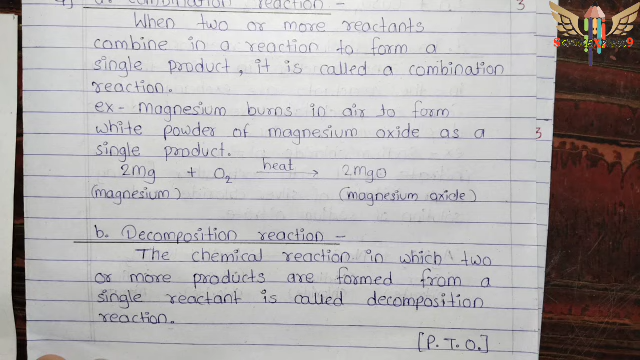 a. Combination reaction -
3
When two or more reactants
combine in a reaction to form a
single product, it is called a combination
reaction.
ex- magnesium burns in air to form
white powder of magnesium oxide as a
3
single product.
2mg + O2 heat → 2mgO
(magnesium) (magnesium oxide)
b. Decomposition reaction -
The chemical reaction in which two
or more products are formed from a
single reactant is called decomposition
reaction.
[P. T. O.]